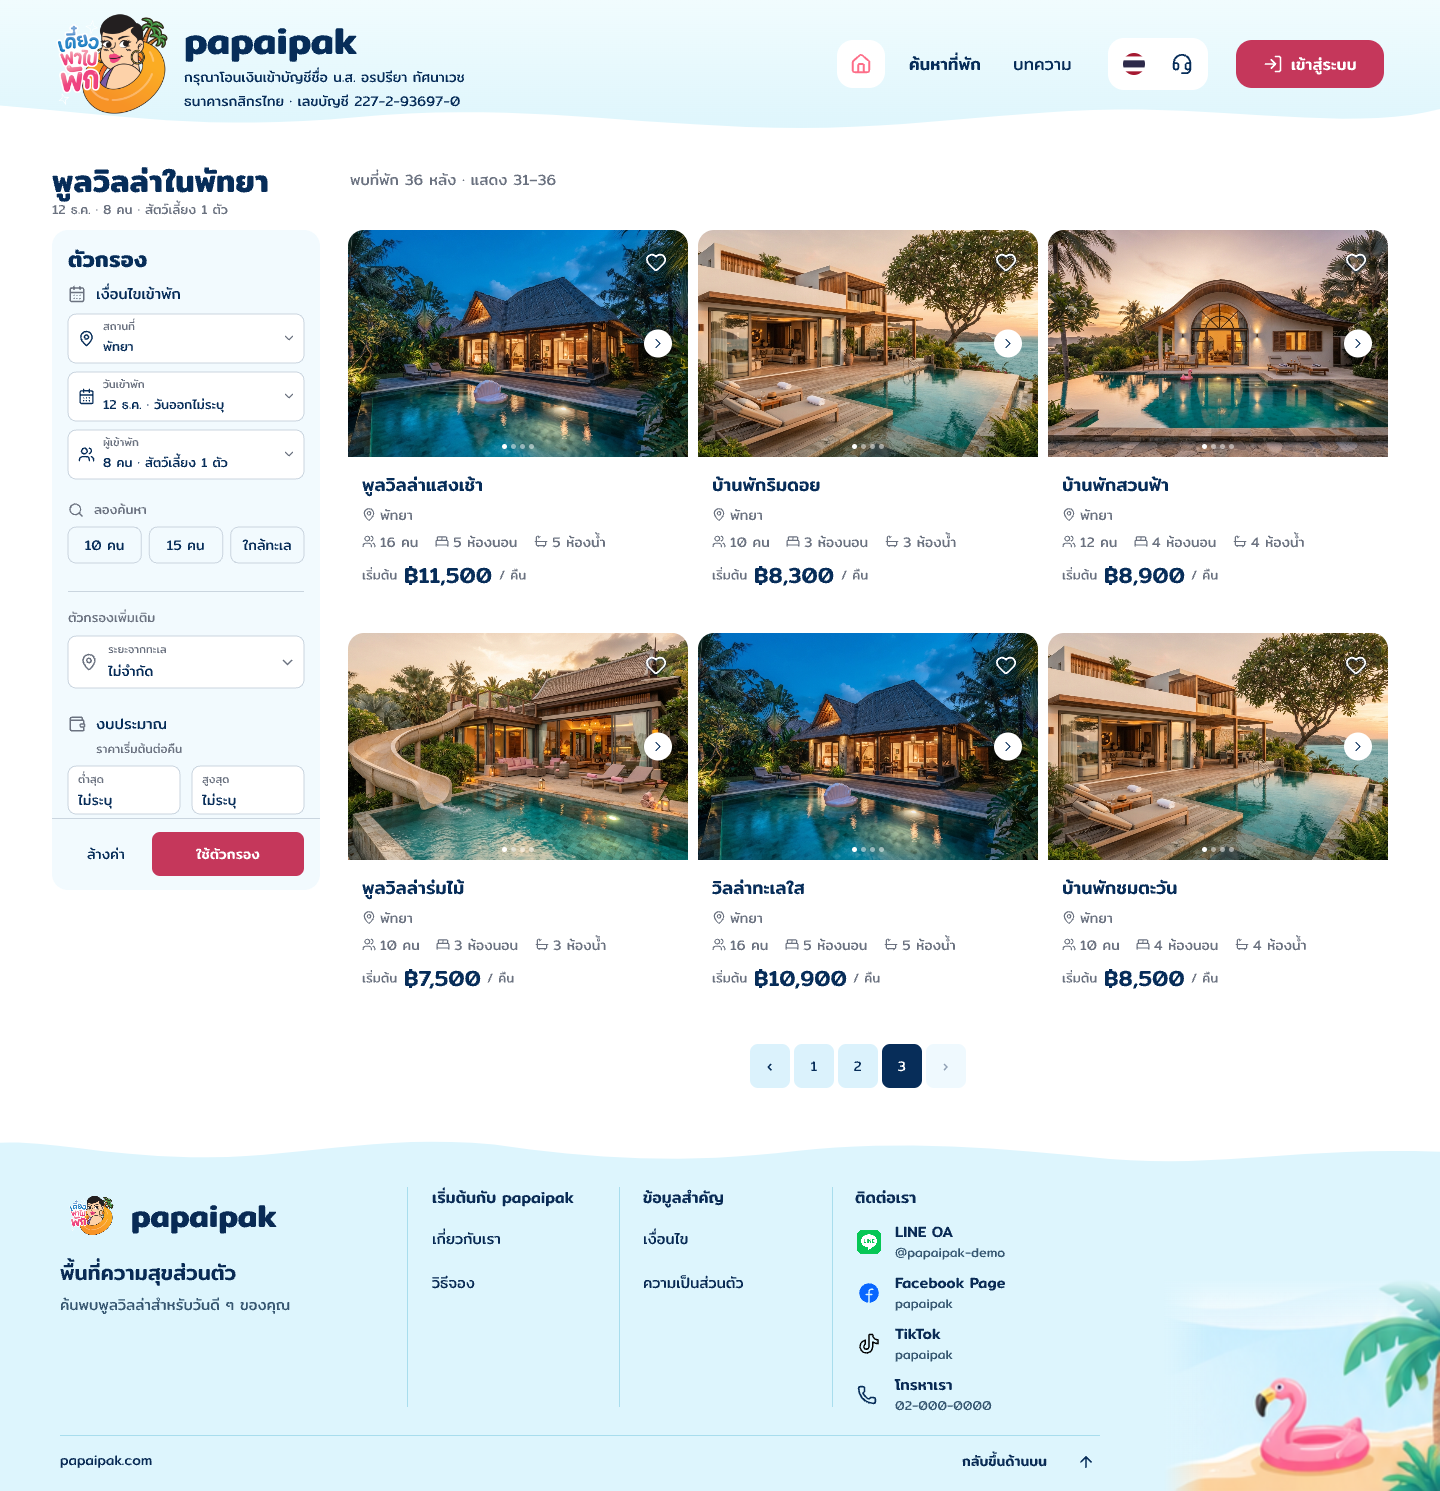 เดี๋ยว
พาไป
พัก
papaipak
กรุณาโอนเงินเข้าบัญชีชื่อ น.ส. อรปรียา ทัศนาเวช
ธนาคารกสิกรไทย · เลขบัญชี 227-2-93697-0
ค้นหาที่พัก
บทความ
เข้าสู่ระบบ
พูลวิลล่าในพัทยา
12 ธ.ค. · 8 คน · สัตว์เลี้ยง 1 ตัว
พบที่พัก 36 หลัง · แสดง 31–36
ตัวกรอง
เงื่อนไขเข้าพัก
สถานที่
พัทยา
วันเข้าพัก
12 ธ.ค. · วันออกไม่ระบุ
ผู้เข้าพัก
8 คน · สัตว์เลี้ยง 1 ตัว
ลองค้นหา
10 คน
15 คน
ใกล้ทะเล
ตัวกรองเพิ่มเติม
ระยะจากทะเล
ไม่จำกัด
งบประมาณ
ราคาเริ่มต้นต่อคืน
ต่ำสุด
ไม่ระบุ
สูงสุด
ไม่ระบุ
ล้างค่า
ใช้ตัวกรอง
พูลวิลล่าแสงเช้า
พัทยา
16 คน 5 ห้องนอน 5 ห้องน้ำ
เริ่มต้น ฿11,500 / คืน
บ้านพักริมดอย
พัทยา
10 คน 3 ห้องนอน 3 ห้องน้ำ
เริ่มต้น ฿8,300 / คืน
บ้านพักสวนฟ้า
พัทยา
12 คน 4 ห้องนอน 4 ห้องน้ำ
เริ่มต้น ฿8,900 / คืน
พูลวิลล่าร่มไม้
พัทยา
10 คน 3 ห้องนอน 3 ห้องน้ำ
เริ่มต้น ฿7,500 / คืน
วิลล่าทะเลใส
พัทยา
16 คน 5 ห้องนอน 5 ห้องน้ำ
เริ่มต้น ฿10,900 / คืน
บ้านพักชมตะวัน
พัทยา
10 คน 4 ห้องนอน 4 ห้องน้ำ
เริ่มต้น ฿8,500 / คืน
‹ 1 2 3 ›
เดี๋ยว
พาไป
พัก
papaipak
พื้นที่ความสุขส่วนตัว
ค้นพบพูลวิลล่าสำหรับวันดี ๆ ของคุณ
เริ่มต้นกับ papaipak
เกี่ยวกับเรา
วิธีจอง
ข้อมูลสำคัญ
เงื่อนไข
ความเป็นส่วนตัว
ติดต่อเรา
LINE
LINE OA
@papaipak-demo
Facebook Page
papaipak
TikTok
papaipak
โทรหาเรา
02-000-0000
papaipak.com
กลับขึ้นด้านบน